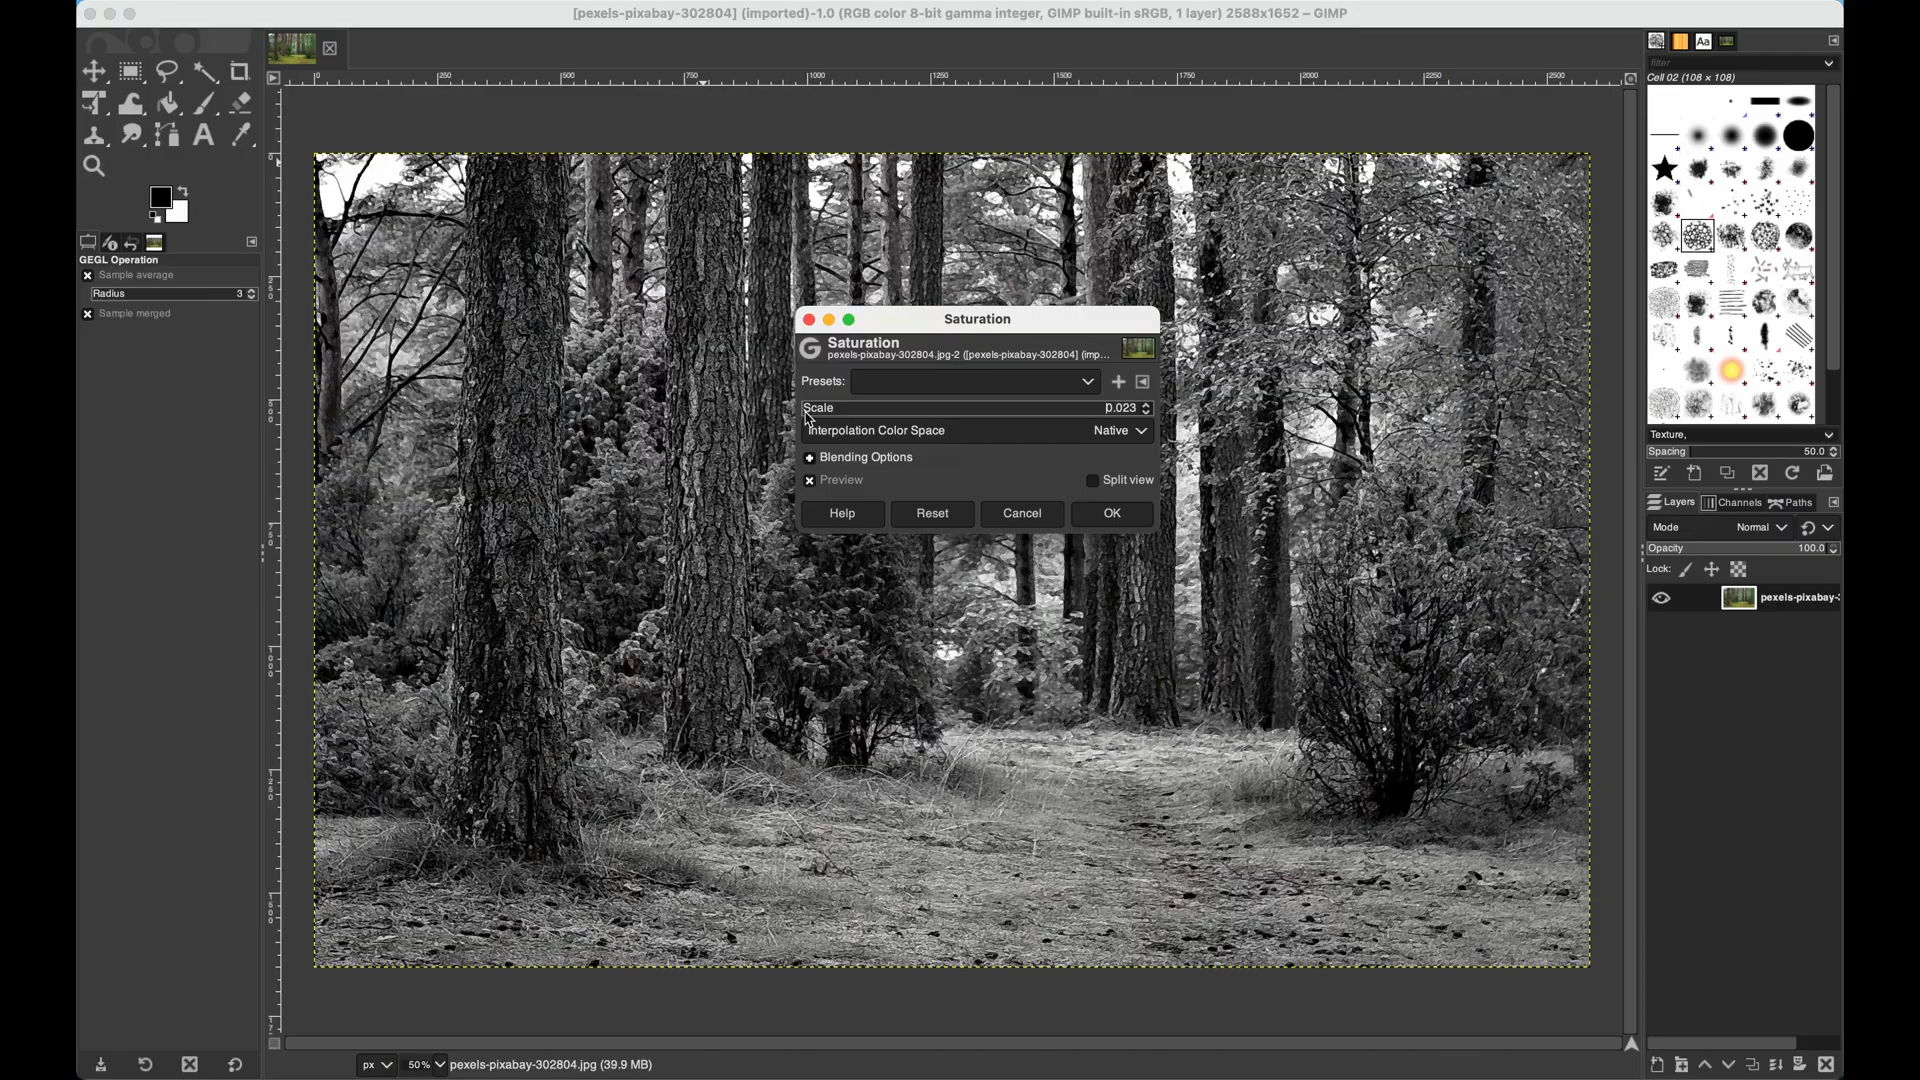 [pexels-pixabay-302804] (imported)-1.0 (RGB color 8-bit gamma integer, GIMP built-in sRGB, 1 layer) 2588x1652 – GIMP
0 250 500 750 1000 1250 1500 1750 2000 2250 2500
GEGL Operation
Sample average
Radius 3
Sample merged
Saturation
Saturation
pexels-pixabay-302804.jpg-2 ([pexels-pixabay-302804] (imp...
Presets:
Scale 0.023
Interpolation Color Space Native
Blending Options
Preview Split view
Help Reset Cancel OK
Aa
filter
Cell 02 (108 × 108)
Texture,
Spacing 50.0
Layers Channels Paths
Mode Normal
Opacity 100.0
Lock:
pexels-pixabay-
px 50% pexels-pixabay-302804.jpg (39.9 MB)